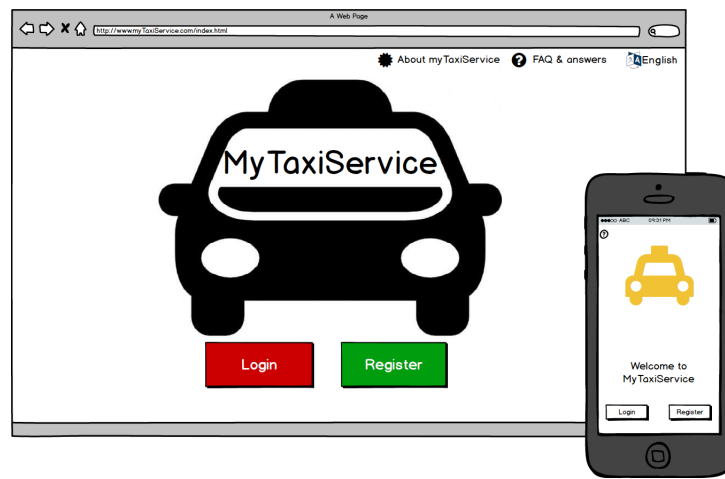 A Web Page
http://www.myTaxiService.com/index.html
About myTaxiService
FAQ & answers
English
MyTaxiService
Login
Register
ABC
09:31 PM
Welcome to
MyTaxiService
Login
Register